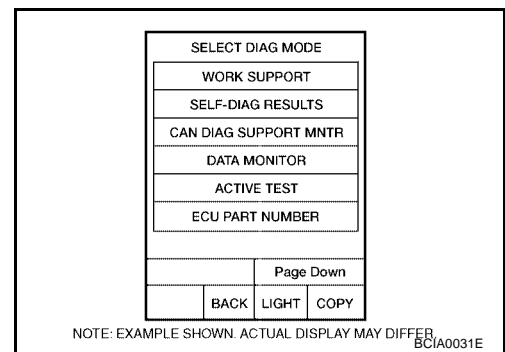 SELECT DIAG MODE
WORK SUPPORT
SELF-DIAG RESULTS
CAN DIAG SUPPORT MNTR
DATA MONITOR
ACTIVE TEST
ECU PART NUMBER
Page Down
BACK LIGHT COPY
NOTE: EXAMPLE SHOWN. ACTUAL DISPLAY MAY DIFFER.
BCIA0031E